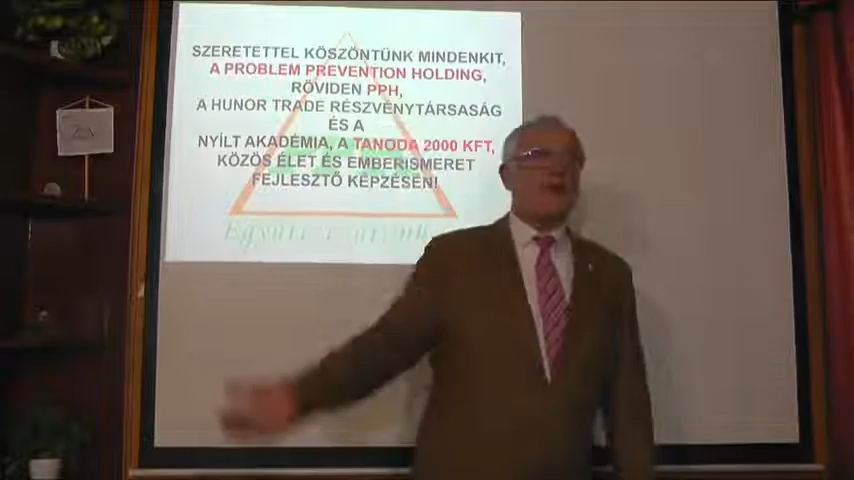 SZERETETTEL KÖSZÖNTÜNK MINDENKIT,
A PROBLEM PREVENTION HOLDING,
RÖVIDEN PPH,
A HUNOR TRADE RÉSZVÉNYTÁRSASÁG
ÉS A
NYÍLT AKADÉMIA, A TANODA 2000 KFT,
KÖZÖS ÉLET ÉS EMBERISMERET
FEJLESZTŐ KÉPZÉSEN!